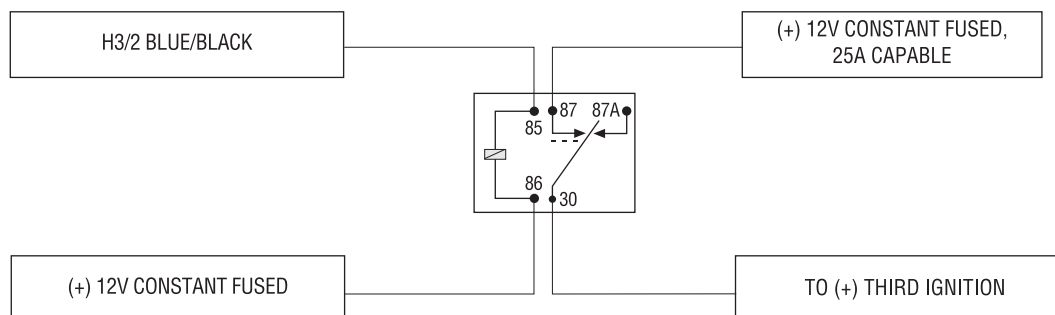 H3/2 BLUE/BLACK
(+) 12V CONSTANT FUSED,
25A CAPABLE
87 87A
85
86
30
(+) 12V CONSTANT FUSED
TO (+) THIRD IGNITION